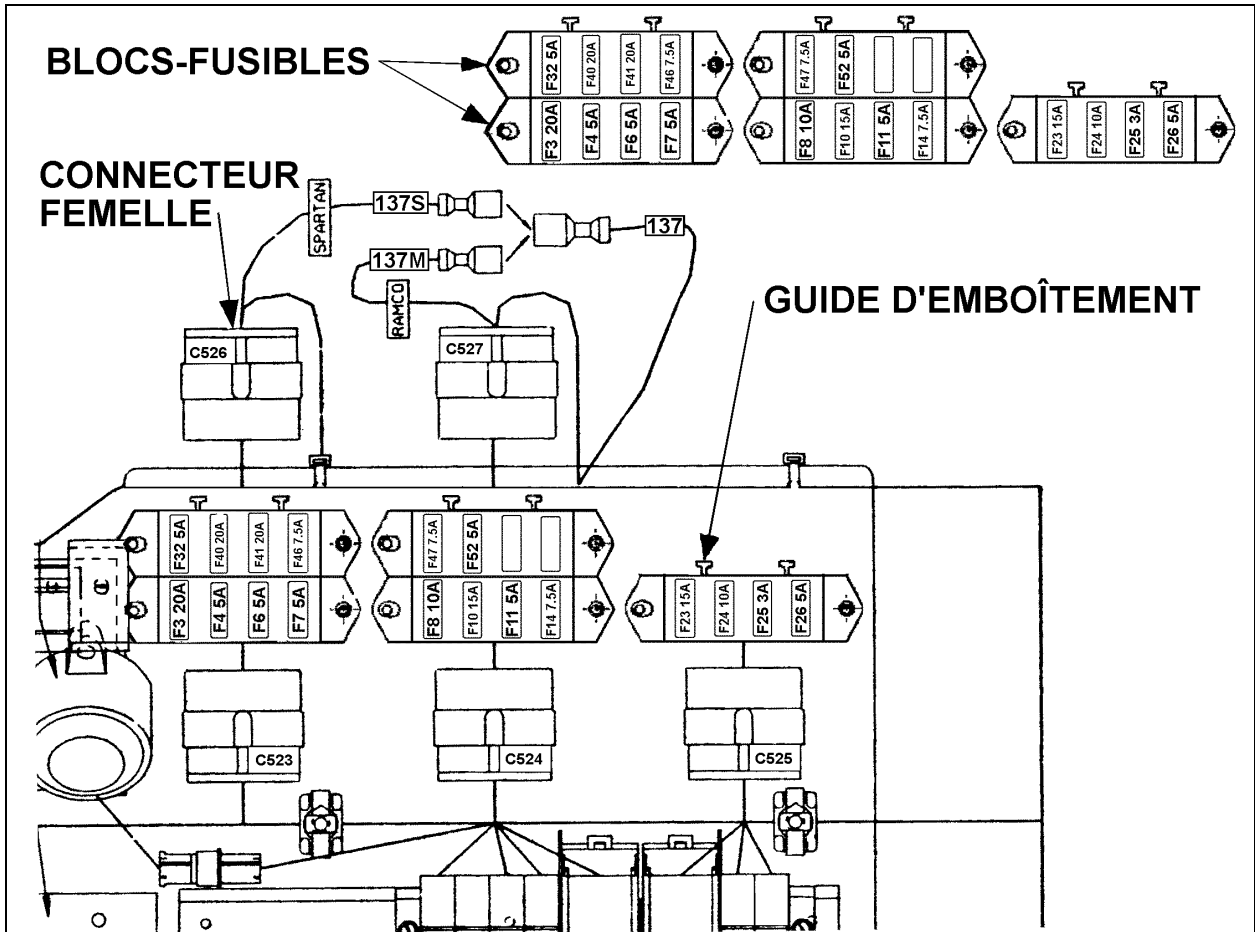 BLOCS-FUSIBLES
F32 5A F40 20A F41 20A F46 7.5A
F47 7.5A F52 5A
F3 20A F4 5A F6 5A F7 5A
F8 10A F10 15A F11 5A F14 7.5A
F23 15A F24 10A F25 3A F26 5A
CONNECTEUR
FEMELLE
SPARTAN
137S
137
137M
RAMCO
GUIDE D'EMBOÎTEMENT
C526
C527
F32 5A F40 20A F41 20A F46 7.5A
F47 7.5A F52 5A
F3 20A F4 5A F6 5A F7 5A
F8 10A F10 15A F11 5A F14 7.5A
F23 15A F24 10A F25 3A F26 5A
C523
C524
C525